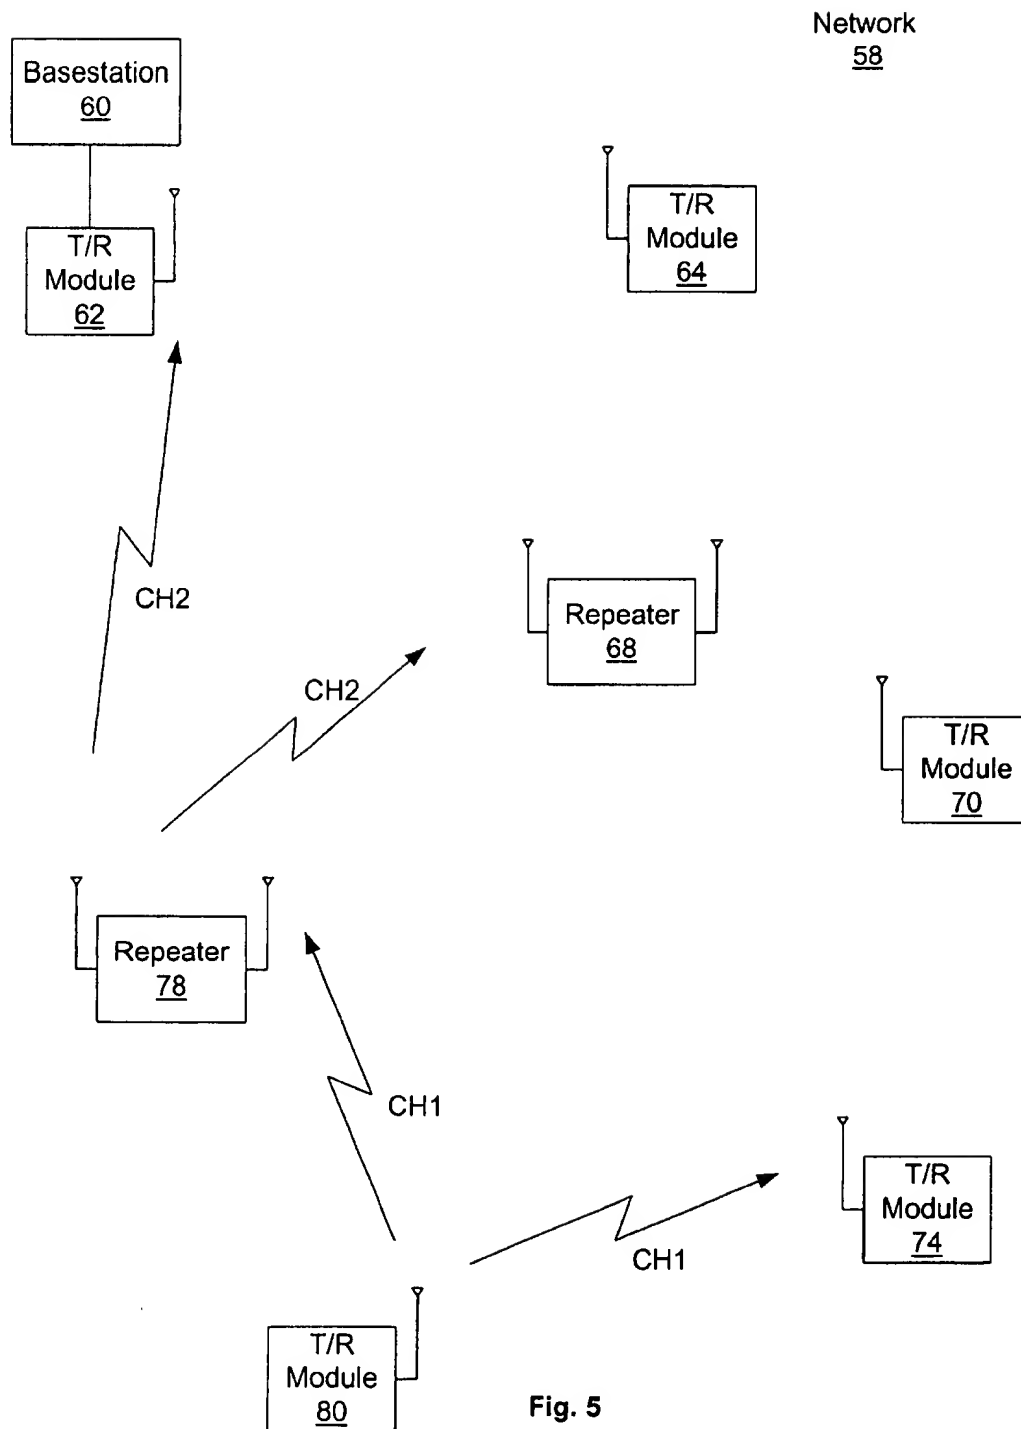 Network
58
Basestation
60
T/R
Module
62
T/R
Module
64
CH2
Repeater
68
CH2
T/R
Module
70
Repeater
78
CH1
T/R
Module
74
CH1
T/R
Module
80
Fig. 5